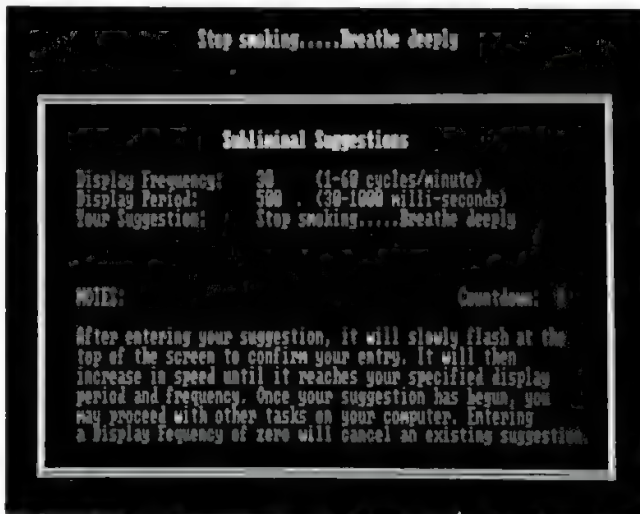 Stop smoking.....Breathe deeply
Subliminal Suggestions
Display Frequency: 30 (1-60 cycles/minute)
Display Period: 500 . (30-1000 milli-seconds)
Your Suggestion: Stop smoking.....Breathe deeply
NOTES: Countdown:
After entering your suggestion, it will slowly flash at the
top of the screen to confirm your entry. It will then
increase in speed until it reaches your specified display
period and frequency. Once your suggestion has begun, you
may proceed with other tasks on your computer. Entering
a Display Fequency of zero will cancel an existing suggestion.